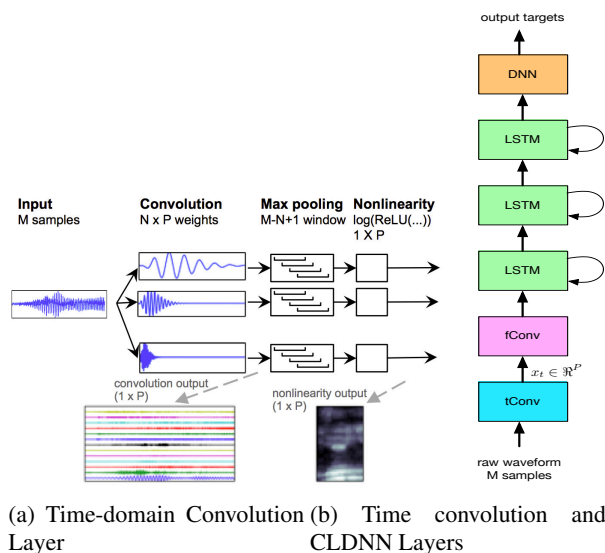 Input
M samples
Convolution
N x P weights
Max pooling
M-N+1 window
Nonlinearity
log(ReLU(...))
1 X P
convolution output
(1 x P)
nonlinearity output
(1 x P)
output targets
DNN
LSTM
LSTM
LSTM
fConv
x_t ∈ ℜ^P
tConv
raw waveform
M samples
(a) Time-domain Convolution
Layer
(b) Time convolution and
CLDNN Layers